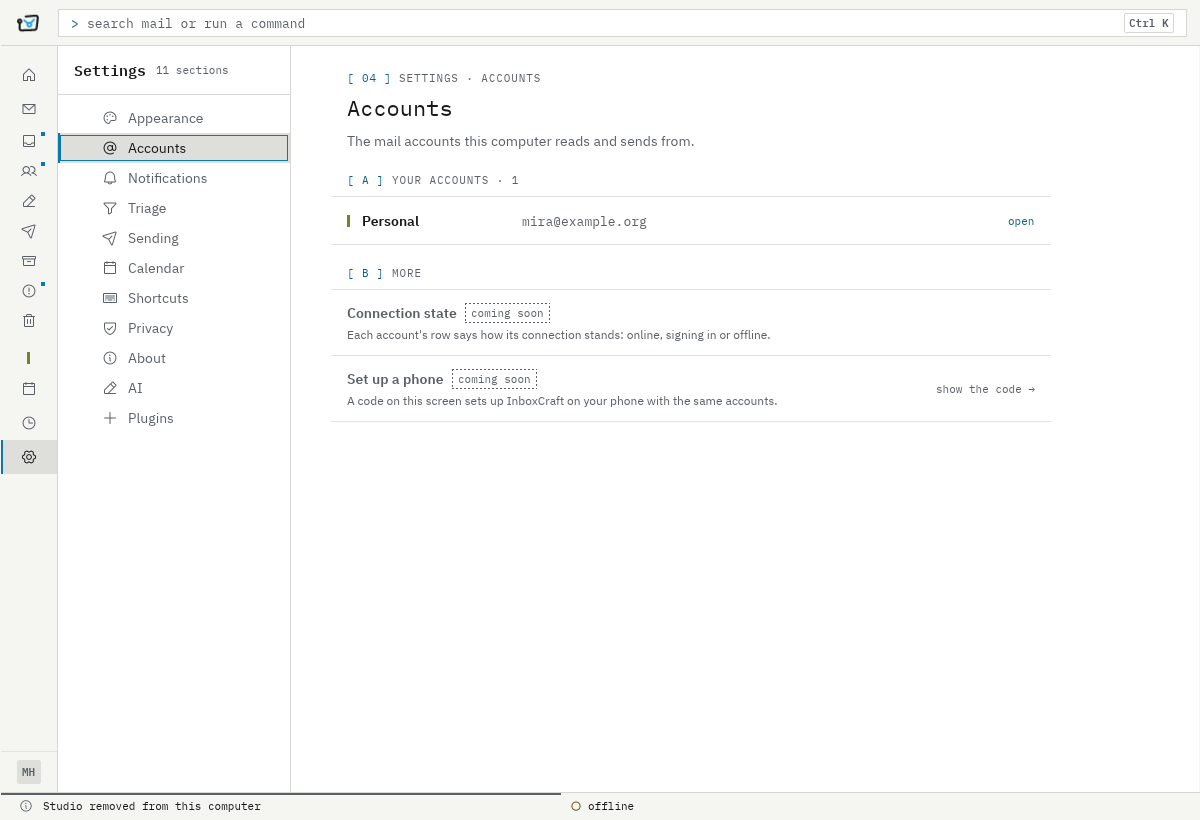 > search mail or run a command Ctrl K
Settings 11 sections
Appearance
Accounts
Notifications
Triage
Sending
Calendar
Shortcuts
Privacy
About
AI
Plugins
MH
[ 04 ] SETTINGS · ACCOUNTS
Accounts
The mail accounts this computer reads and sends from.
[ A ] YOUR ACCOUNTS · 1
Personal mira@example.org open
[ B ] MORE
Connection state coming soon
Each account's row says how its connection stands: online, signing in or offline.
Set up a phone coming soon
A code on this screen sets up InboxCraft on your phone with the same accounts.
show the code →
Studio removed from this computer
offline